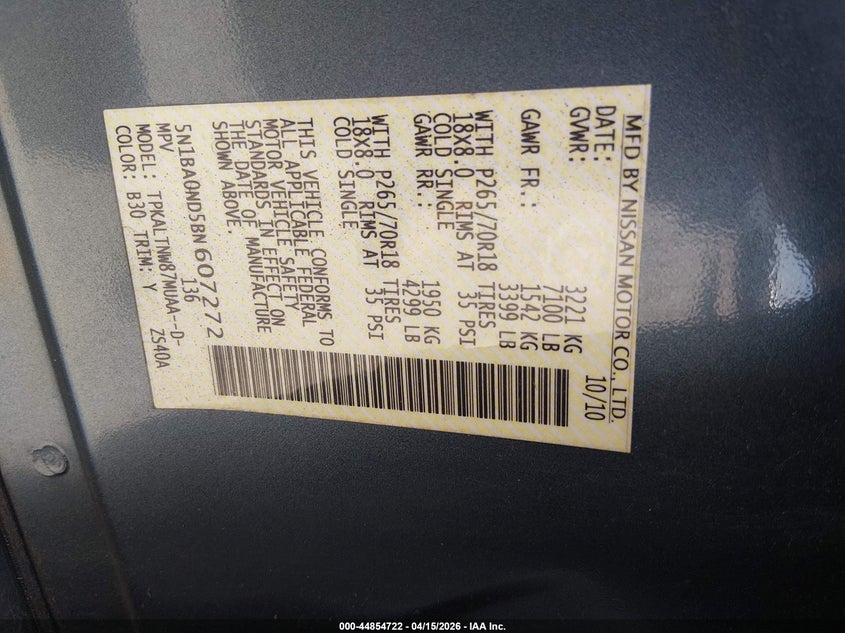 MFD BY NISSAN MOTOR CO., LTD.
DATE: 10/10
GVWR: 3221 KG
7100 LB
GAWR FR.: 1542 KG
3399 LB
WITH P265/70R18 TIRES
18X8.0 RIMS AT 35 PSI
COLD SINGLE
GAWR RR.: 1950 KG
4299 LB
WITH P265/70R18 TIRES
18X8.0 RIMS AT 35 PSI
COLD SINGLE
THIS VEHICLE CONFORMS TO
ALL APPLICABLE FEDERAL
MOTOR VEHICLE SAFETY
STANDARDS IN EFFECT ON
THE DATE OF MANUFACTURE
SHOWN ABOVE.
5N1BA0ND5BN607272
MPV 136
MODEL: TPKALTNW87MUAA--D-
COLOR: B30 TRIM: Y ZS40A
000-44854722 - 04/15/2026 - IAA Inc.